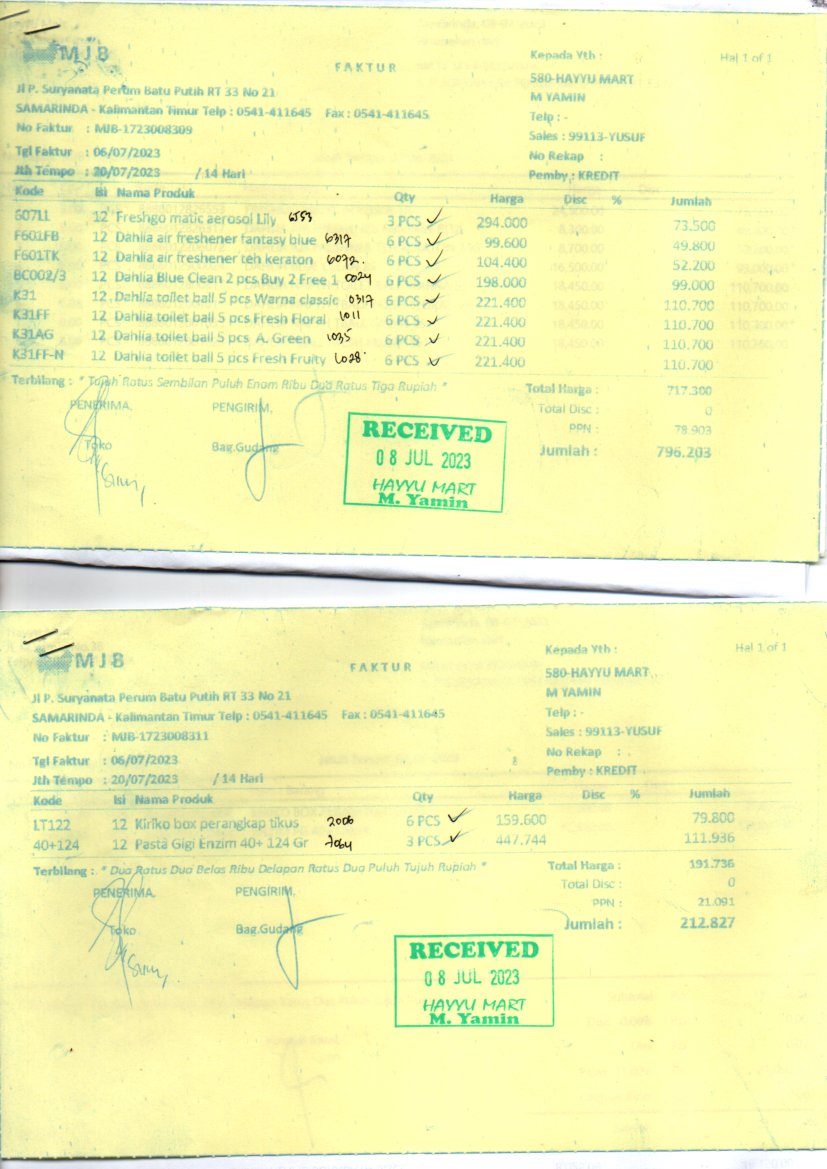 MJB
FAKTUR
Kepada Yth :
Hal 1 of 1
Jl P. Suryanata Perum Batu Putih RT 33 No 21
580-HAYYU MART
SAMARINDA - Kalimantan Timur Telp : 0541-411645 Fax : 0541-411645
M YAMIN
Telp : -
No Faktur : MJB-1723008309
Sales : 99113-YUSUF
Tgl Faktur : 06/07/2023
No Rekap :
Jth Tempo : 20/07/2023 / 14 Hari
Pemby : KREDIT
Kode Isi Nama Produk Qty Harga Disc % Jumlah
607LL 12 Freshgo matic aerosol Lily 6553 3 PCS 294.000 73.500
F601FB 12 Dahlia air freshener fantasy blue 6317 6 PCS 99.600 49.800
F601TK 12 Dahlia air freshener teh keraton 6072 6 PCS 104.400 52.200
BC002/3 12 Dahlia Blue Clean 2 pcs Buy 2 Free 1 0024 6 PCS 198.000 99.000
K31 12 Dahlia toilet ball 5 pcs Warna classic 0317 6 PCS 221.400 110.700
K31FF 12 Dahlia toilet ball 5 pcs Fresh Floral 1011 6 PCS 221.400 110.700
K31AG 12 Dahlia toilet ball 5 pcs A. Green 1035 6 PCS 221.400 110.700
K31FF-N 12 Dahlia toilet ball 5 pcs Fresh Fruity 1028 6 PCS 221.400 110.700
Terbilang : * Tujuh Ratus Sembilan Puluh Enam Ribu Dua Ratus Tiga Rupiah *
Total Harga : 717.300
PENERIMA, PENGIRIM,
Total Disc : 0
PPN : 78.903
Toko Bag.Gudang
Jumlah : 796.203
RECEIVED
08 JUL 2023
HAYYU MART
M. Yamin
MJB
FAKTUR
Kepada Yth :
Hal 1 of 1
Jl P. Suryanata Perum Batu Putih RT 33 No 21
580-HAYYU MART
SAMARINDA - Kalimantan Timur Telp : 0541-411645 Fax : 0541-411645
M YAMIN
Telp : -
No Faktur : MJB-1723008311
Sales : 99113-YUSUF
Tgl Faktur : 06/07/2023
No Rekap :
Jth Tempo : 20/07/2023 / 14 Hari
Pemby : KREDIT
Kode Isi Nama Produk Qty Harga Disc % Jumlah
LT122 12 Kiriko box perangkap tikus 2006 6 PCS 159.600 79.800
40+124 12 Pasta Gigi Enzim 40+ 124 Gr 7064 3 PCS 447.744 111.936
Terbilang : * Dua Ratus Dua Belas Ribu Delapan Ratus Dua Puluh Tujuh Rupiah *
Total Harga : 191.736
PENERIMA, PENGIRIM,
Total Disc : 0
PPN : 21.091
Toko Bag.Gudang
Jumlah : 212.827
RECEIVED
08 JUL 2023
HAYYU MART
M. Yamin